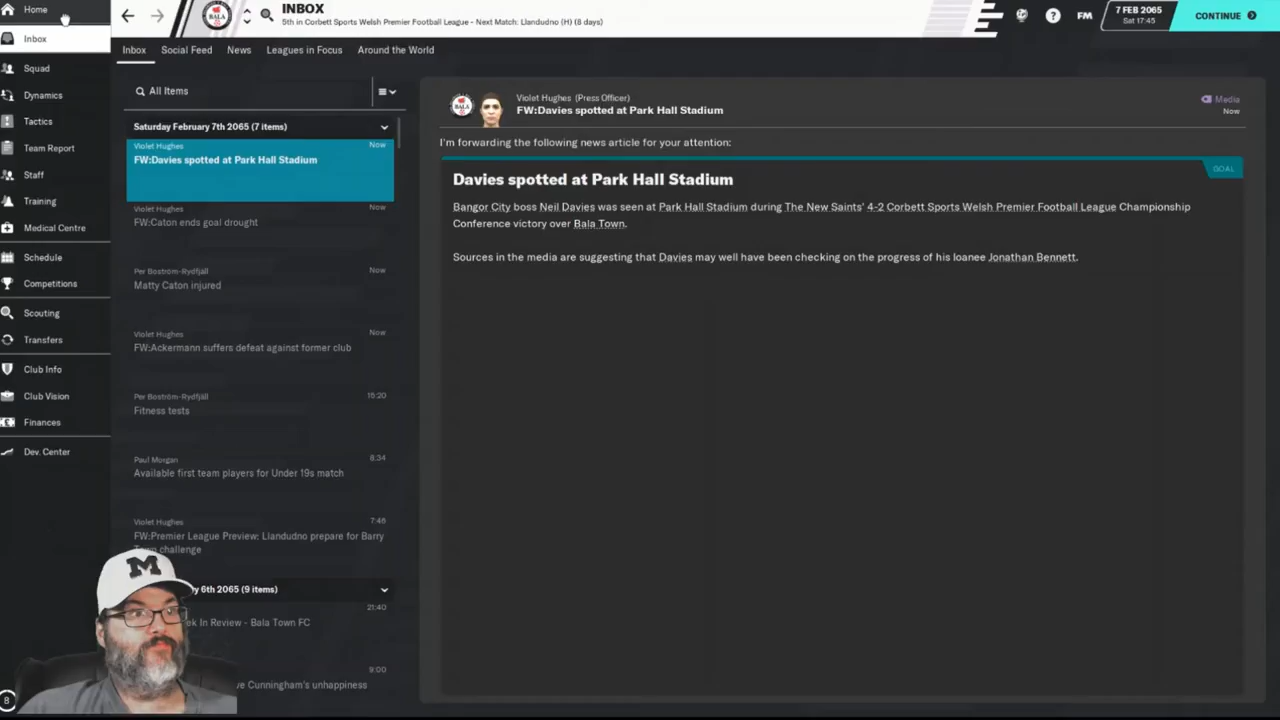 Home
Inbox
Squad
Dynamics
Tactics
Team Report
Staff
Training
Medical Centre
Schedule
Competitions
Scouting
Transfers
Club Info
Club Vision
Finances
Dev. Center
8
BALA
INBOX
5th in Corbett Sports Welsh Premier Football League - Next Match: Llandudno (H) (8 days)
?
FM
7 FEB 2065
Sat 17:45
CONTINUE
Inbox Social Feed News Leagues in Focus Around the World
All Items
Saturday February 7th 2065 (7 items)
Violet Hughes Now
FW:Davies spotted at Park Hall Stadium
Violet Hughes Now
FW:Caton ends goal drought
Per Boström-Rydfjäll Now
Matty Caton injured
Violet Hughes Now
FW:Ackermann suffers defeat against former club
Per Boström-Rydfjäll 15:20
Fitness tests
Paul Morgan 8:34
Available first team players for Under 19s match
Violet Hughes 7:46
FW:Premier League Preview: Llandudno prepare for Barry
Town challenge
y 6th 2065 (9 items)
21:40
ek In Review - Bala Town FC
9:00
ve Cunningham's unhappiness
M
Violet Hughes (Press Officer)
FW:Davies spotted at Park Hall Stadium
Media
Now
I'm forwarding the following news article for your attention:
GOAL
Davies spotted at Park Hall Stadium
Bangor City boss Neil Davies was seen at Park Hall Stadium during The New Saints' 4-2 Corbett Sports Welsh Premier Football League Championship
Conference victory over Bala Town.
Sources in the media are suggesting that Davies may well have been checking on the progress of his loanee Jonathan Bennett.